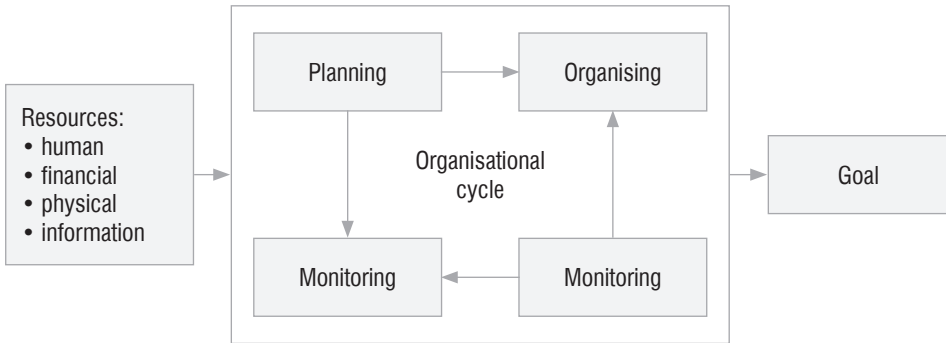 Resources:
• human
• financial
• physical
• information
Planning
Organising
Organisational
cycle
Monitoring
Monitoring
Goal